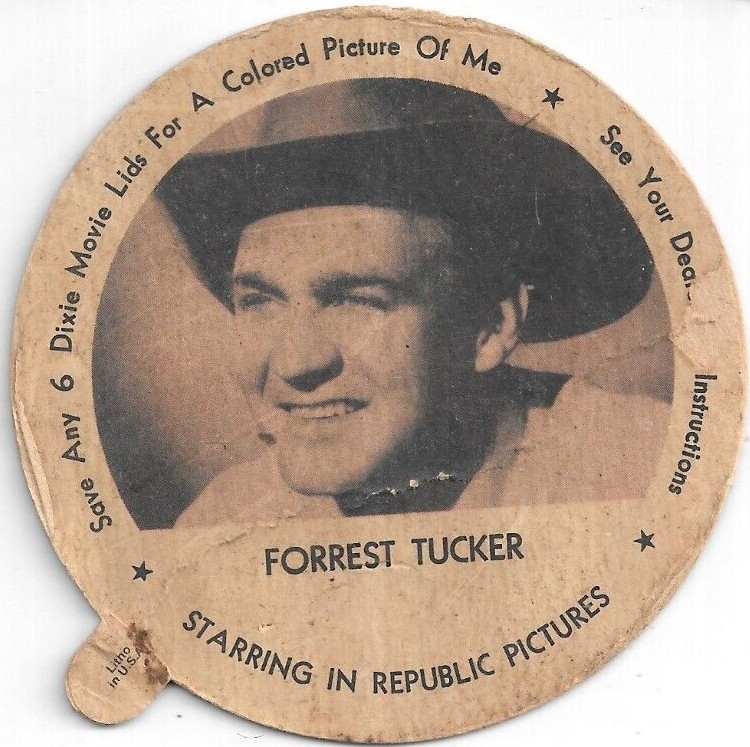 Save Any 6 Dixie Movie Lids For A Colored Picture Of Me
See Your Instructions
FORREST TUCKER
STARRING IN REPUBLIC PICTURES
Litho
in U.S.